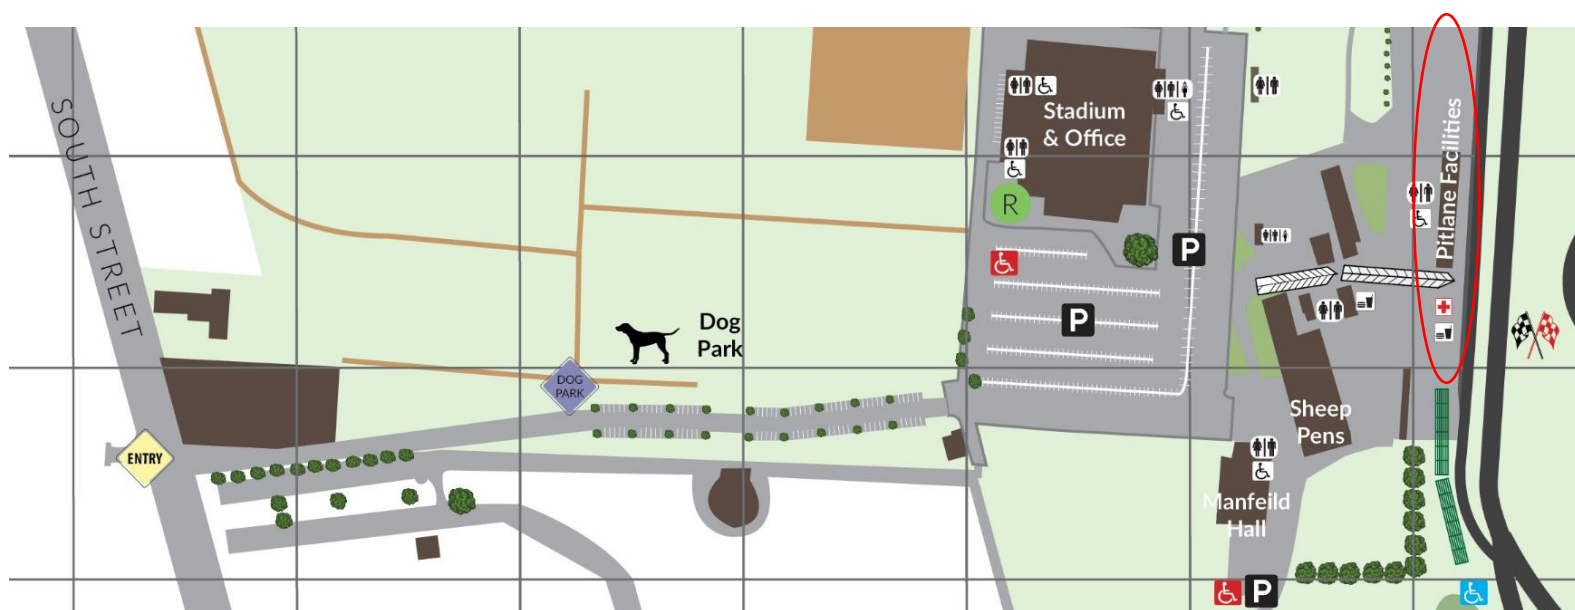 SOUTH STREET
Stadium
& Office
Pitlane Facilities
R
P
P
Dog
Park
DOG
PARK
ENTRY
Sheep
Pens
Manfeild
Hall
P